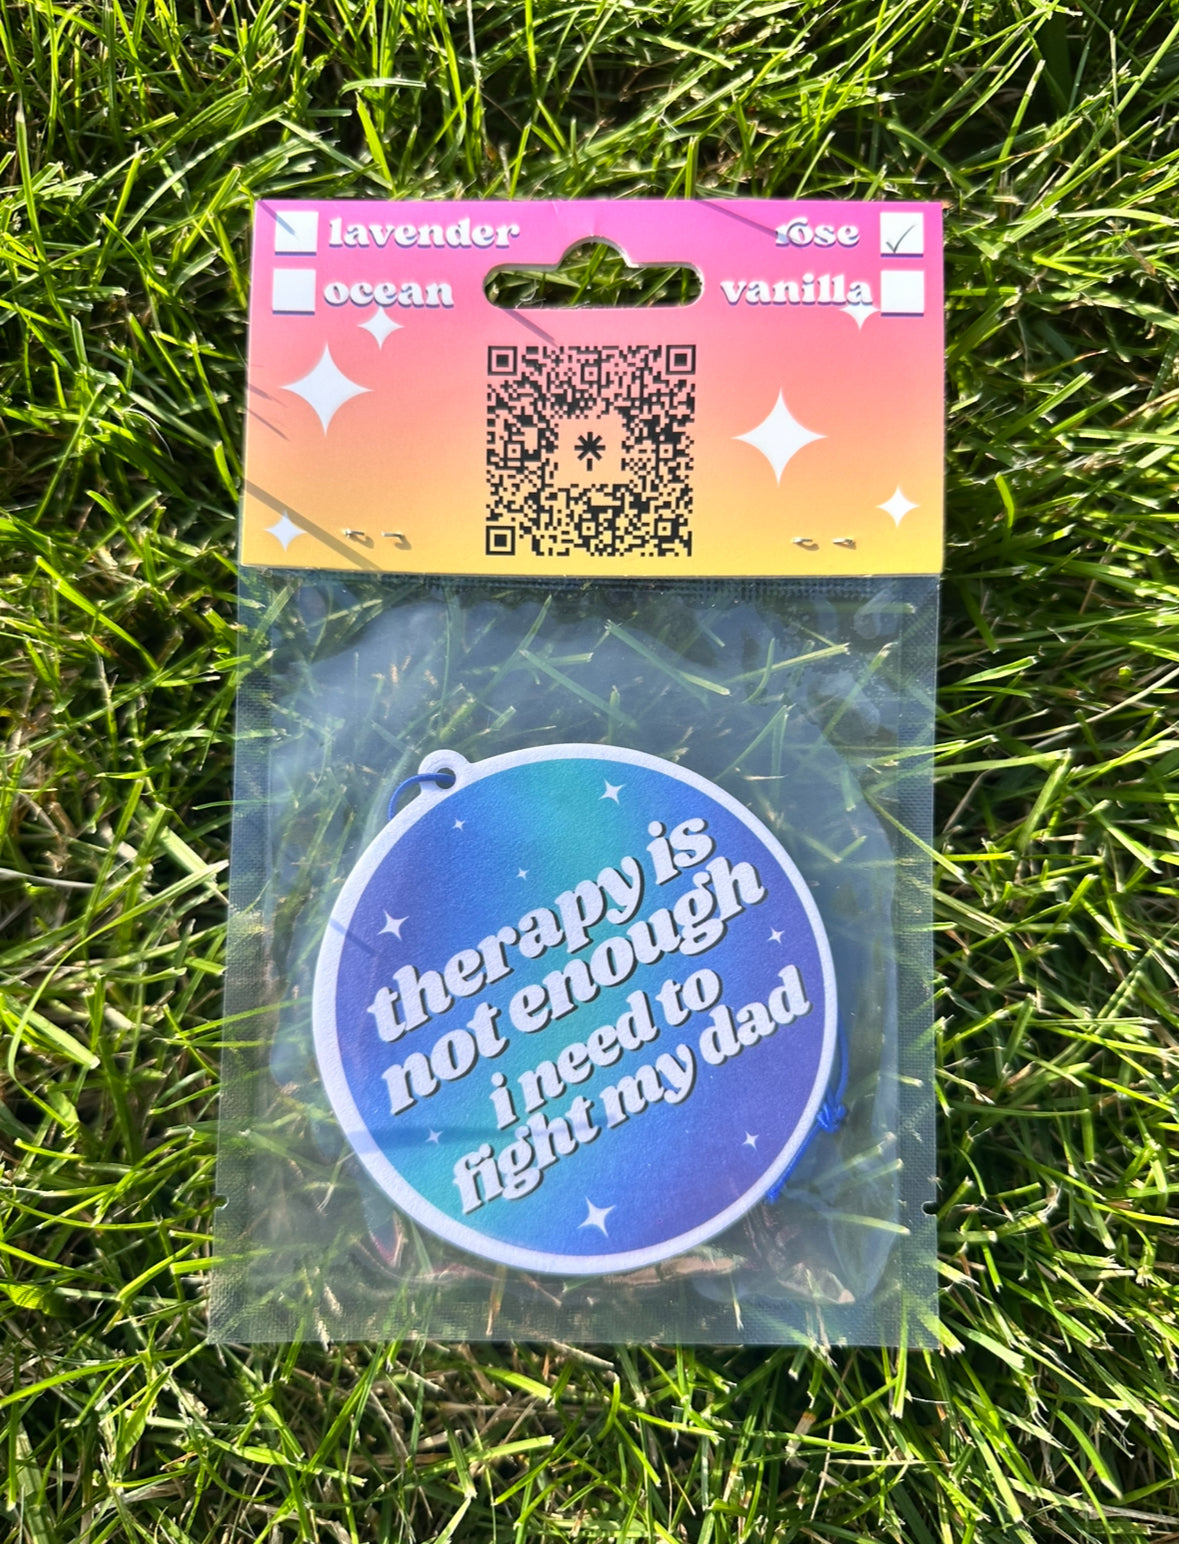 lavender
rose
ocean
vanilla
therapy is
not enough
i need to
fight my dad